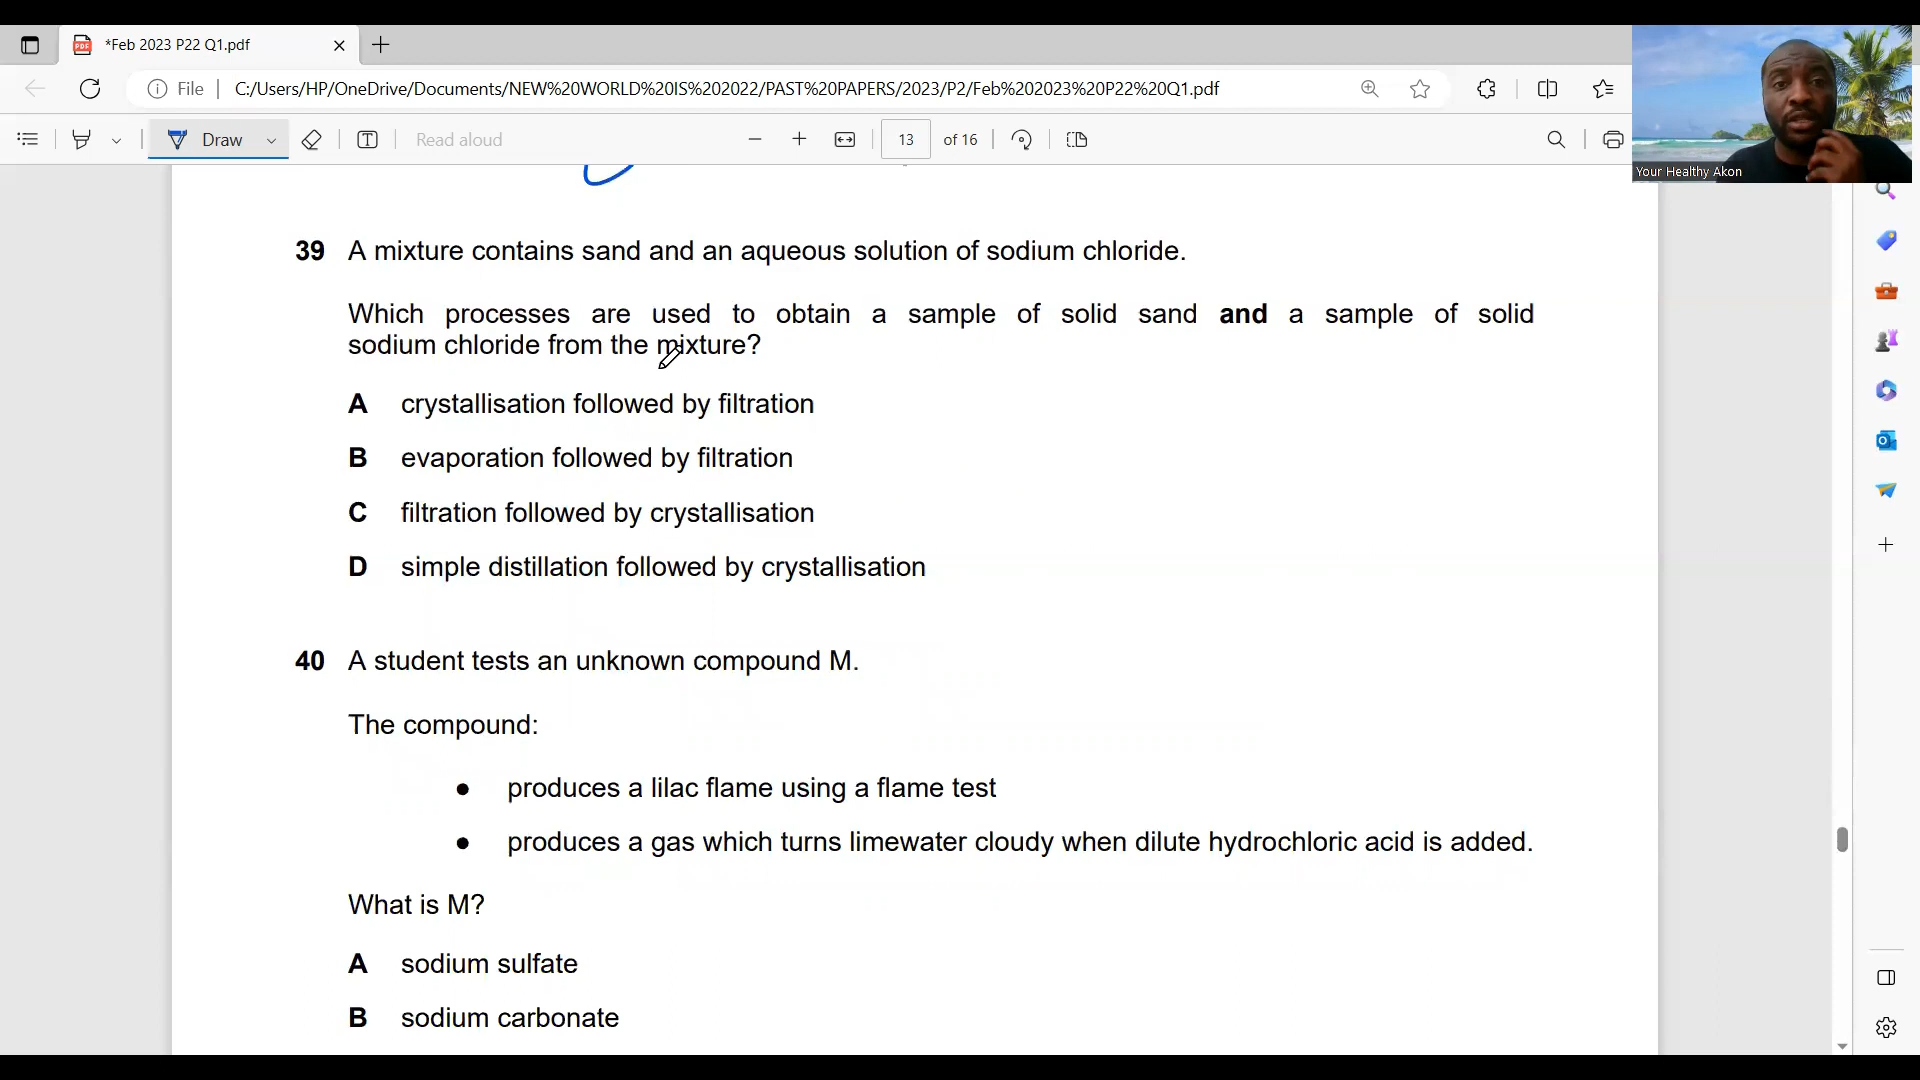 *Feb 2023 P22 Q1.pdf
File
C:/Users/HP/OneDrive/Documents/NEW%20WORLD%20IS%202022/PAST%20PAPERS/2023/P2/Feb%202023%20P22%20Q1.pdf
Draw
Read aloud
13 of 16
Your Healthy Akon
39 A mixture contains sand and an aqueous solution of sodium chloride.
Which processes are used to obtain a sample of solid sand and a sample of solid
sodium chloride from the mixture?
A crystallisation followed by filtration
B evaporation followed by filtration
C filtration followed by crystallisation
D simple distillation followed by crystallisation
40 A student tests an unknown compound M.
The compound:
● produces a lilac flame using a flame test
● produces a gas which turns limewater cloudy when dilute hydrochloric acid is added.
What is M?
A sodium sulfate
B sodium carbonate